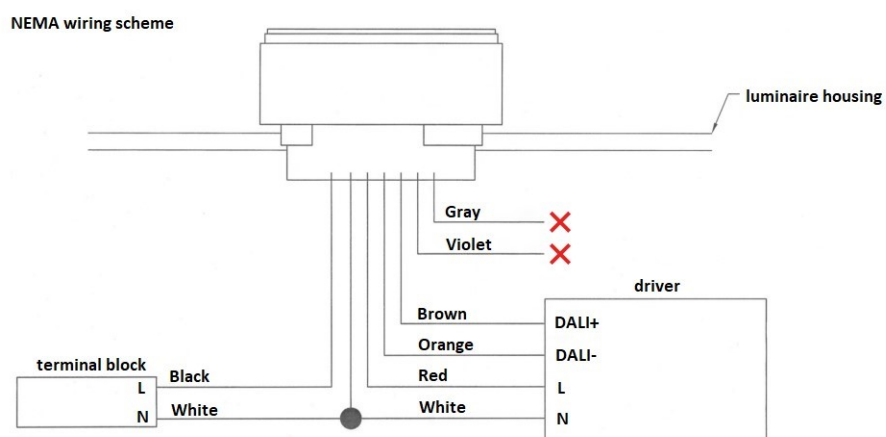 NEMA wiring scheme
luminaire housing
Gray
Violet
driver
Brown
DALI+
Orange
DALI-
terminal block
L
Black
Red
L
N
White
White
N